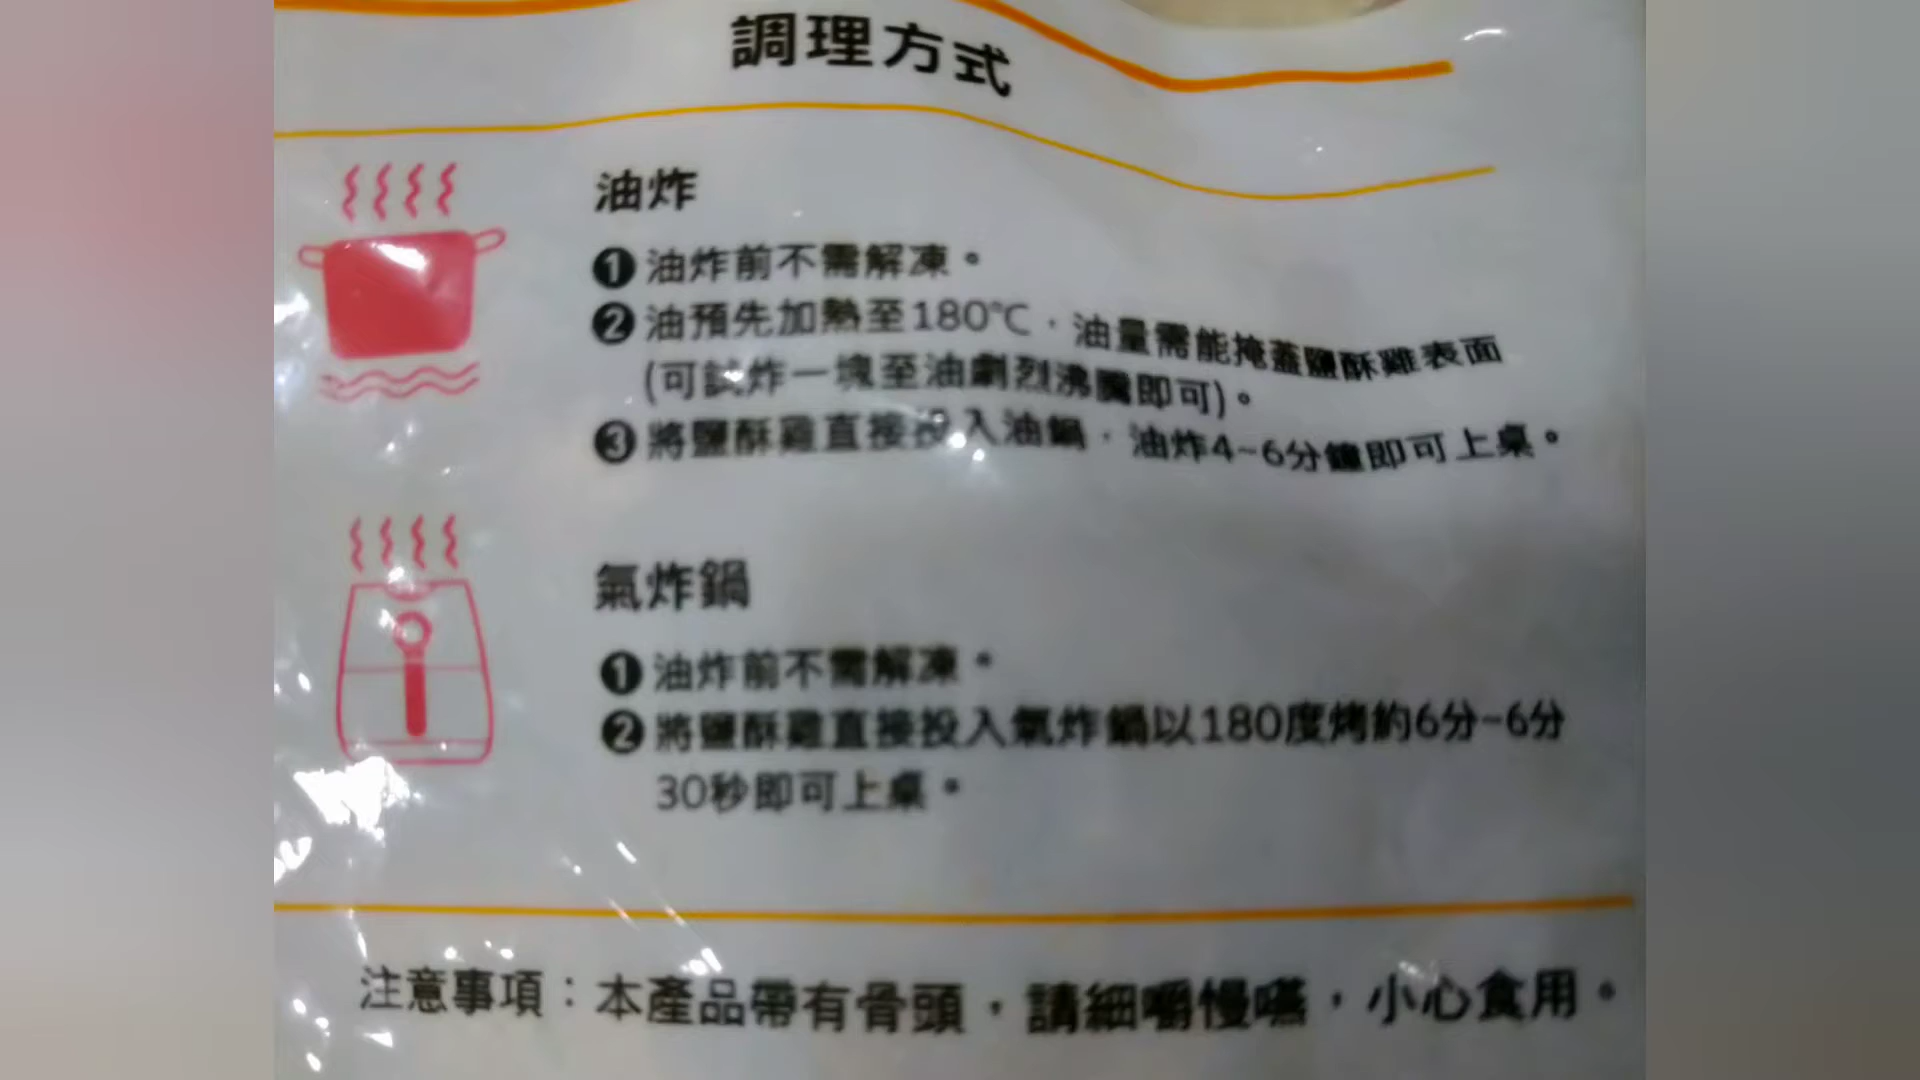 調理方式
油炸
❶油炸前不需解凍。
❷油預先加熱至180℃，油量需能掩蓋鹽酥雞表面
(可試炸一塊至油劇烈沸騰即可)。
❸將鹽酥雞直接投入油鍋，油炸4~6分鐘即可上桌。
氣炸鍋
❶油炸前不需解凍。
❷將鹽酥雞直接投入氣炸鍋以180度烤約6分~6分
30秒即可上桌。
注意事項：本產品帶有骨頭，請細嚼慢嚥，小心食用。